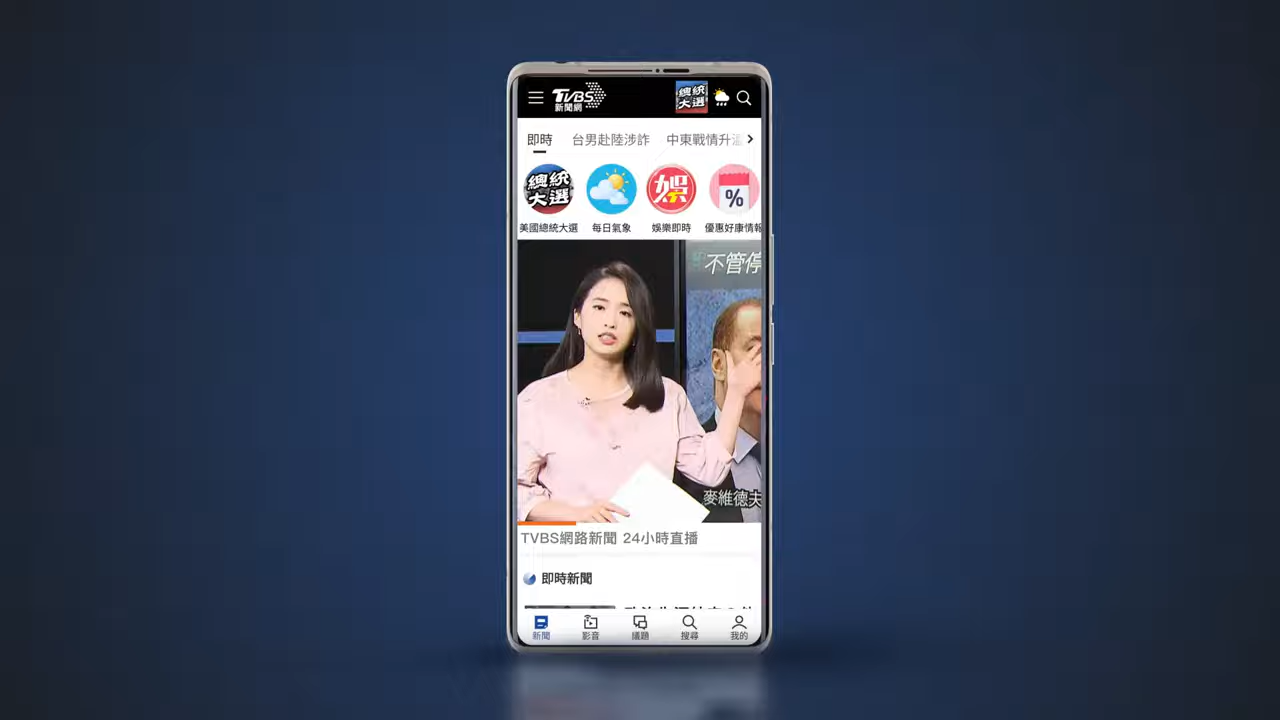 TVBS
新聞網
總統
大選
即時 台男赴陸涉詐 中東戰情升溫
總統
大選
娛
%
美國總統大選 每日氣象 娛樂即時 優惠好康情報
不管停
麥維德夫
TVBS網路新聞 24小時直播
即時新聞
新聞 影音 議題 搜尋 我的